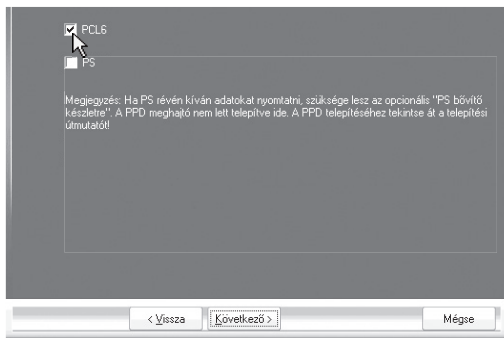 PCL6
PS
Megjegyzés: Ha PS révén kíván adatokat nyomtatni, szüksége lesz az opcionális "PS bővítő
készletre". A PPD meghajtó nem lett telepítve ide. A PPD telepítéséhez tekintse át a telepítési
útmutatót!
< Vissza
Következő >
Mégse